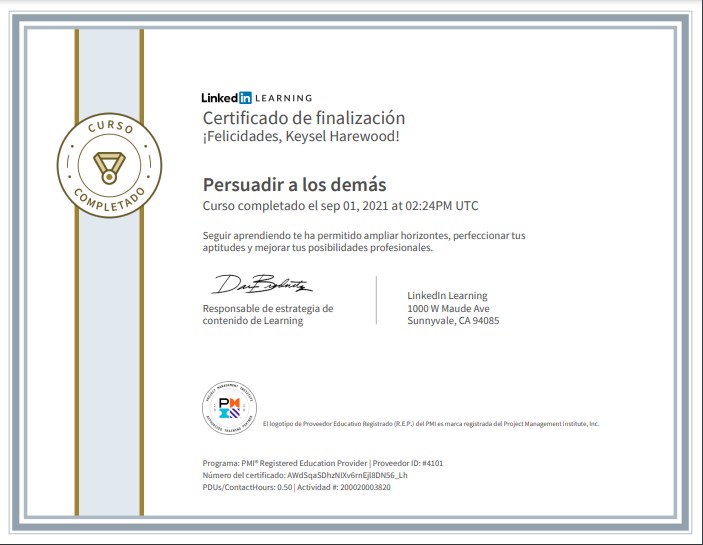 Linked in LEARNING
Certificado de finalización
¡Felicidades, Keysel Harewood!
CURSO
COMPLETADO
Persuadir a los demás
Curso completado el sep 01, 2021 at 02:24PM UTC
Seguir aprendiendo te ha permitido ampliar horizontes, perfeccionar tus
aptitudes y mejorar tus posibilidades profesionales.
Responsable de estrategia de
contenido de Learning
LinkedIn Learning
1000 W Maude Ave
Sunnyvale, CA 94085
PROJECT MANAGEMENT INSTITUTE
PMI
El logotipo de Proveedor Educativo Registrado (R.E.P.) del PMI es marca registrada del Project Management Institute, Inc.
Programa: PMI® Registered Education Provider | Proveedor ID: #4101
PDUs/ContactHours: 0.50 | Actividad #: 200020003820
Número del certificado: